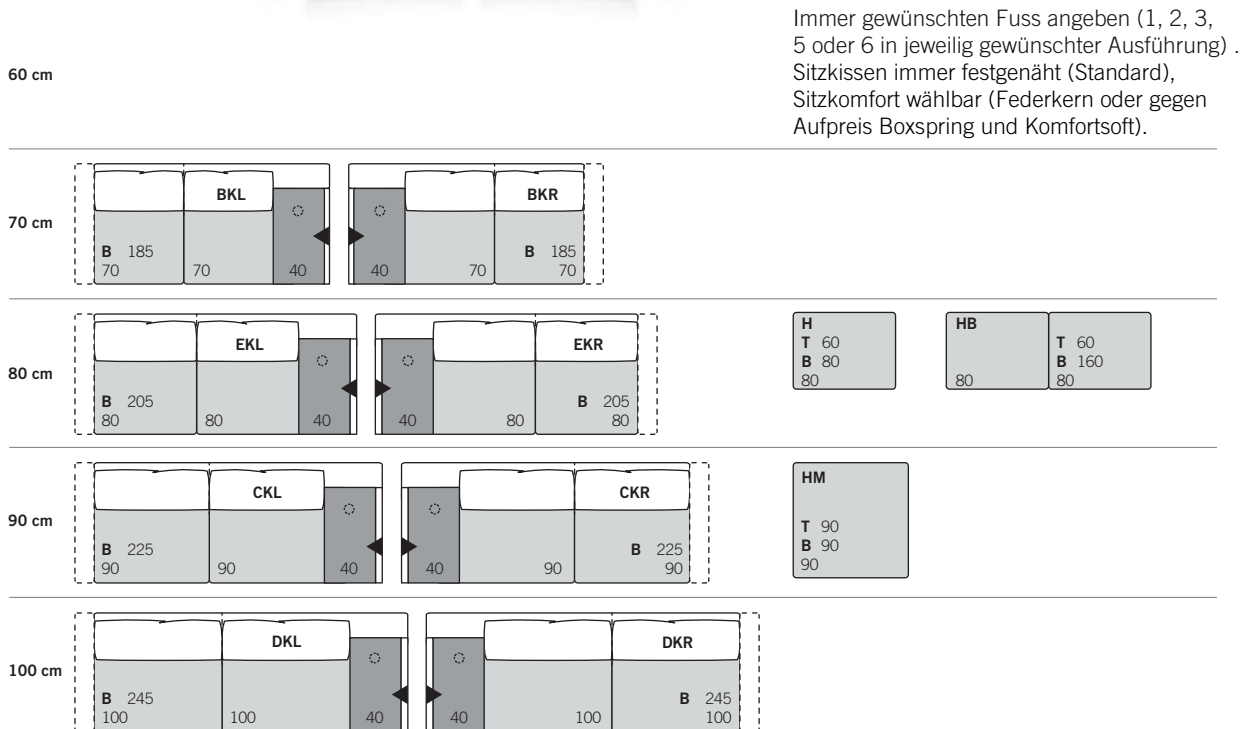 Immer gewünschten Fuss angeben (1, 2, 3,
5 oder 6 in jeweilig gewünschter Ausführung) .
Sitzkissen immer festgenäht (Standard),
Sitzkomfort wählbar (Federkern oder gegen
Aufpreis Boxspring und Komfortsoft).
60 cm
70 cm
BKL
B 185
70 70 40
BKR
B 185
40 70 70
80 cm
EKL
B 205
80 80 40
EKR
B 205
40 80 80
H
T 60
B 80
80
HB
T 60
B 160
80 80
90 cm
CKL
B 225
90 90 40
CKR
B 225
40 90 90
HM
T 90
B 90
90
100 cm
DKL
B 245
100 100 40
DKR
B 245
40 100 100